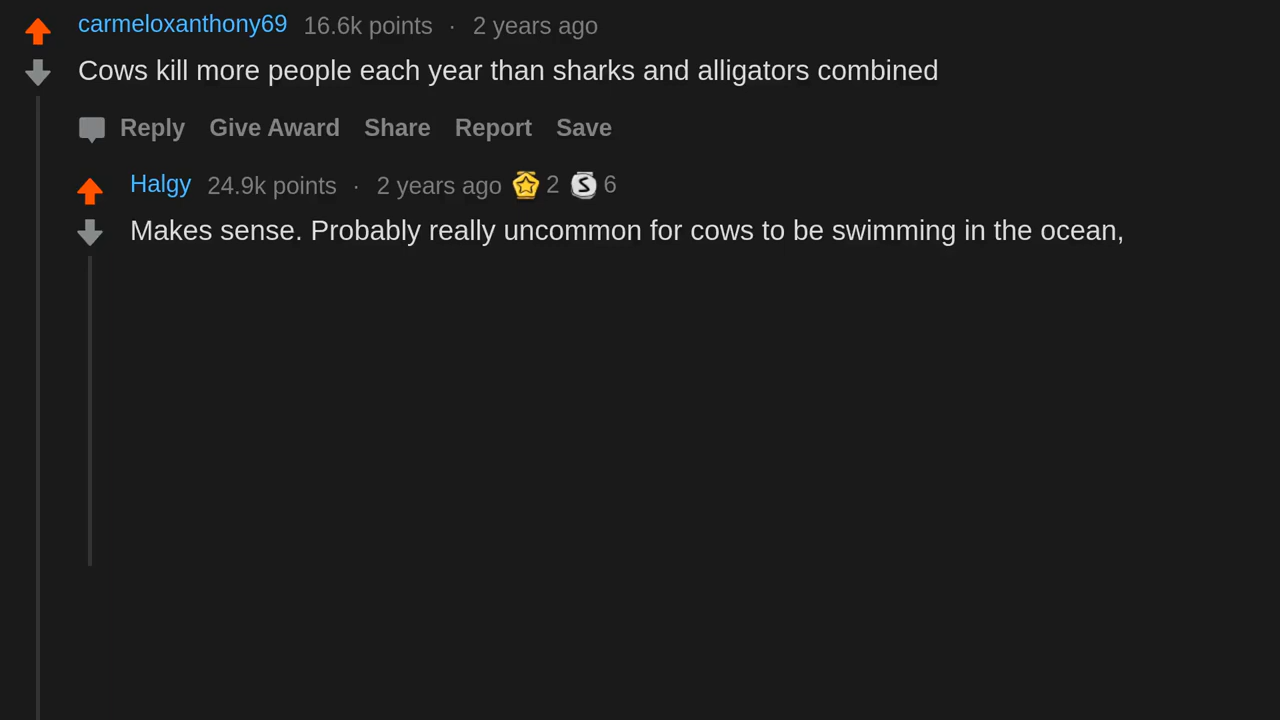 carmeloxanthony69 16.6k points · 2 years ago
Cows kill more people each year than sharks and alligators combined
Reply Give Award Share Report Save
Halgy 24.9k points · 2 years ago 2 S 6
Makes sense. Probably really uncommon for cows to be swimming in the ocean,